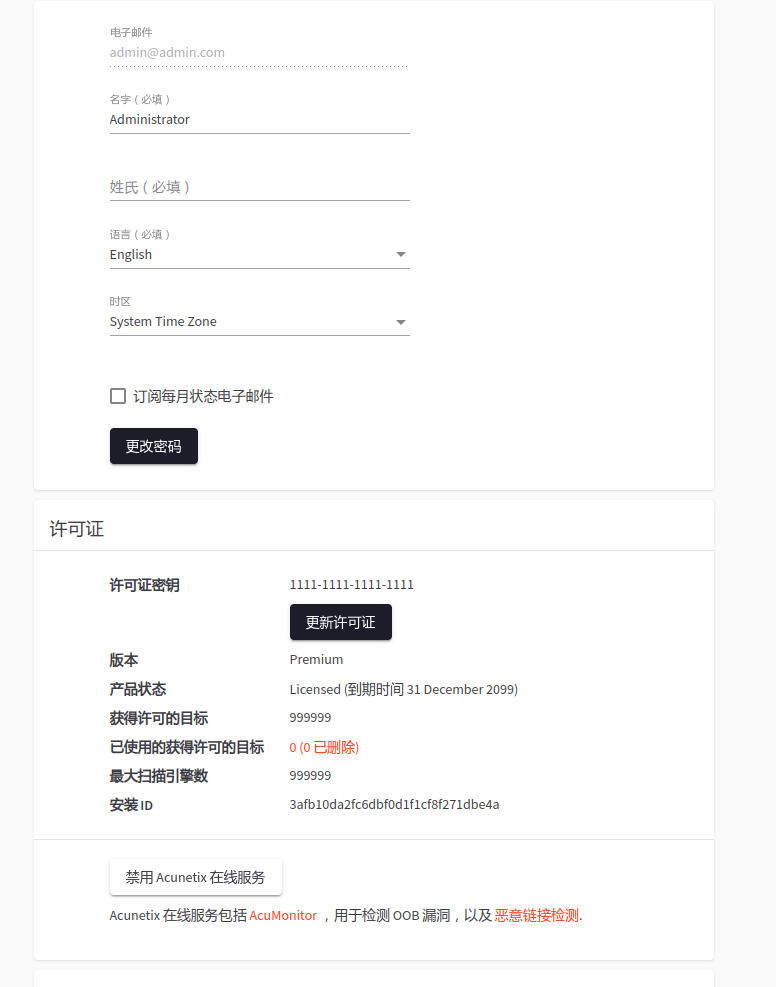 电子邮件
admin@admin.com
名字（必填）
Administrator
姓氏（必填）
语言（必填）
English
时区
System Time Zone
订阅每月状态电子邮件
更改密码
许可证
许可证密钥 1111-1111-1111-1111
更新许可证
版本 Premium
产品状态 Licensed (到期时间 31 December 2099)
获得许可的目标 999999
已使用的获得许可的目标 0 (0 已删除)
最大扫描引擎数 999999
安装 ID 3afb10da2fc6dbf0d1f1cf8f271dbe4a
禁用 Acunetix 在线服务
Acunetix 在线服务包括 AcuMonitor ，用于检测 OOB 漏洞，以及 恶意链接检测.